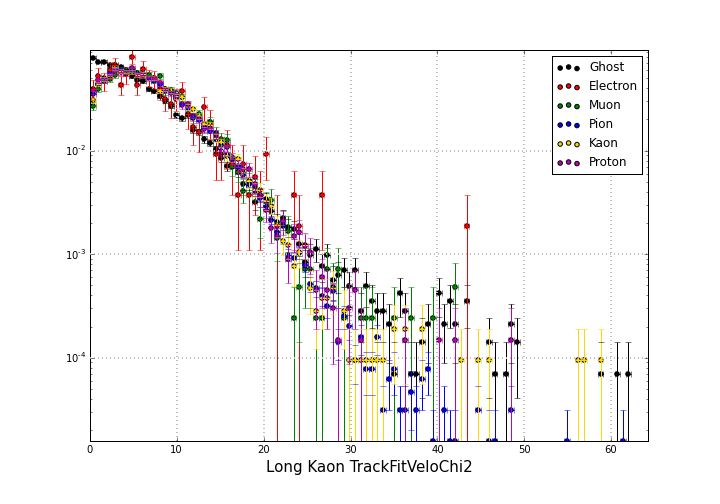 Ghost
Electron
Muon
Pion
Kaon
Proton
10^-2
10^-3
10^-4
0 10 20 30 40 50 60
Long Kaon TrackFitVeloChi2